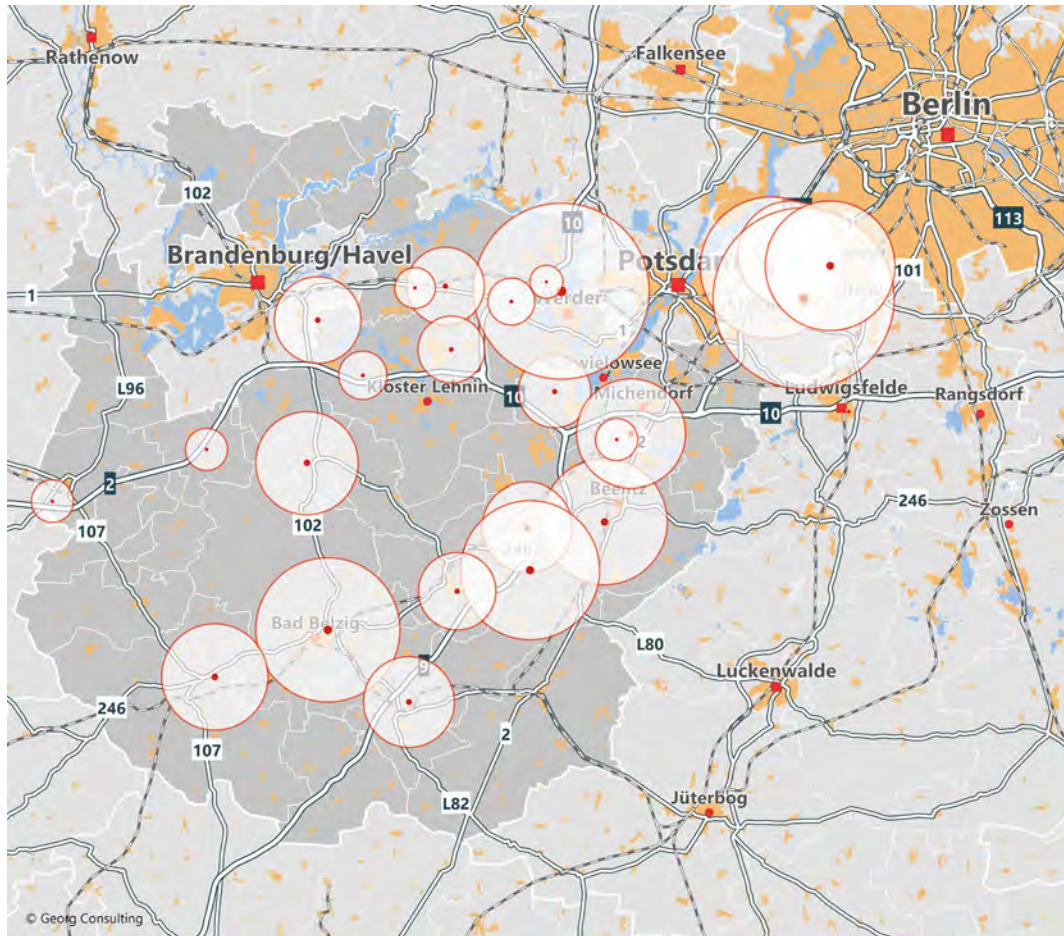 Rathenow
Falkensee
Berlin
102
113
Brandenburg/Havel
10
Potsdam
101
1
Werder
1
L96
Kloster Lehnin
10
Michendorf
Ludwigsfelde
10
Rangsdorf
2
2
Beelitz
246
Zossen
107
102
Bad Belzig
L80
9
Luckenwalde
246
107
2
L82
Jüterbog
© Georg Consulting